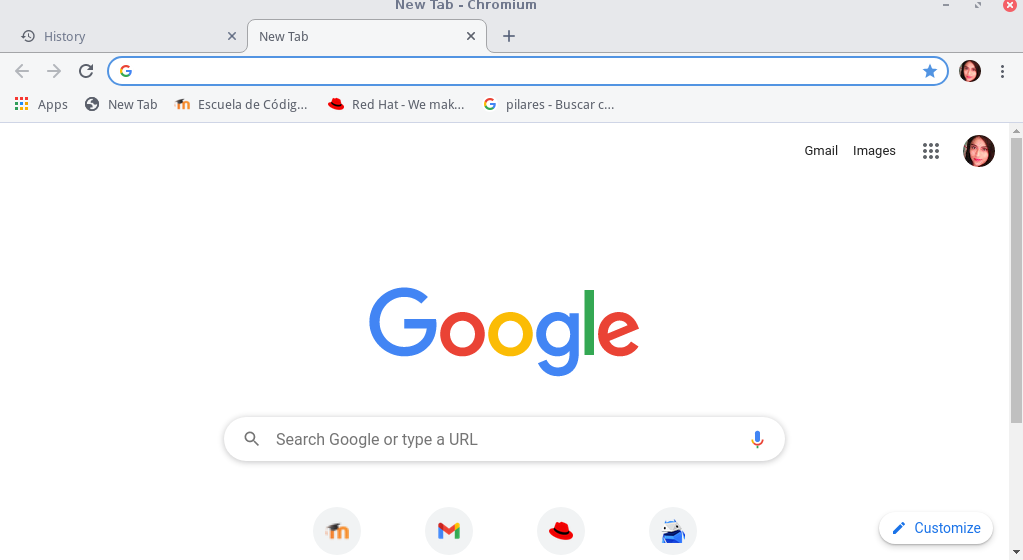 New Tab - Chromium
History
New Tab
Apps
New Tab
Escuela de Códig...
Red Hat - We mak...
pilares - Buscar c...
Gmail
Images
Google
Search Google or type a URL
Customize